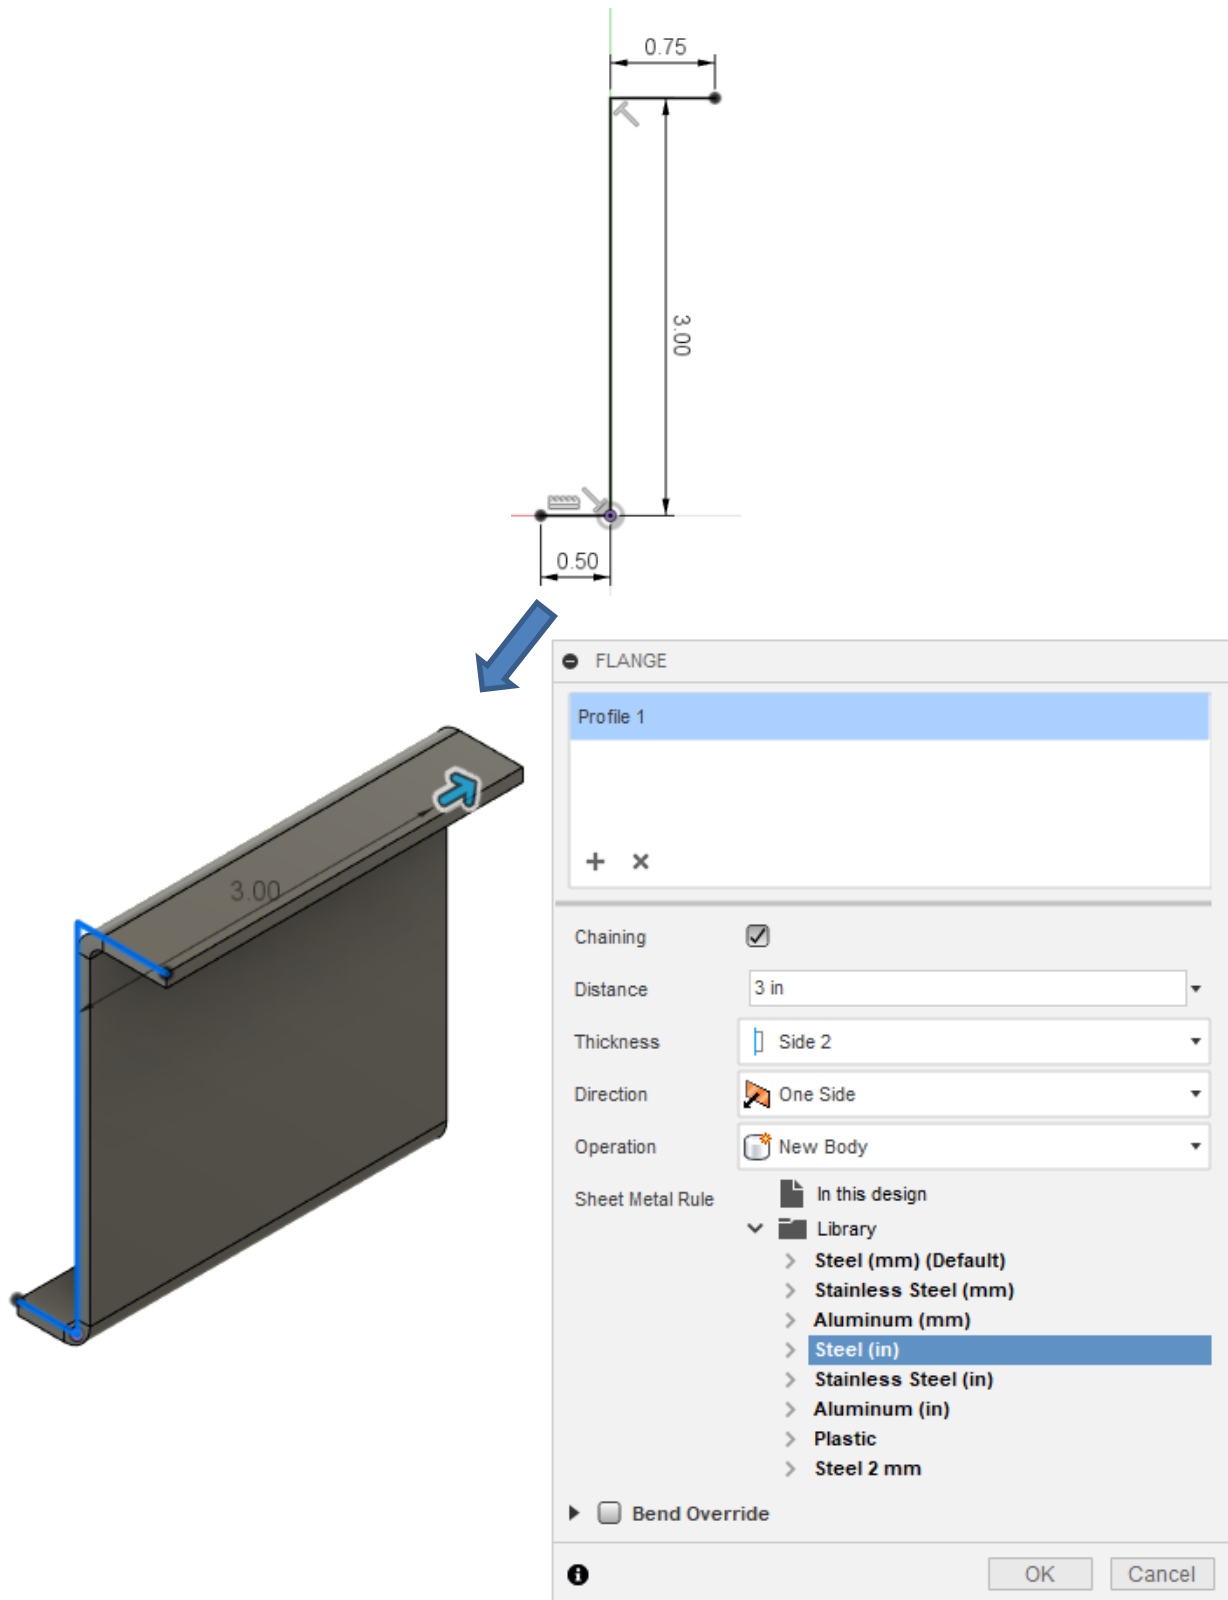 0.75
3.00
0.50
FLANGE
Profile 1
3.00
Chaining
Distance 3 in
Thickness Side 2
Direction One Side
Operation New Body
Sheet Metal Rule In this design
Library
Steel (mm) (Default)
Stainless Steel (mm)
Aluminum (mm)
Steel (in)
Stainless Steel (in)
Aluminum (in)
Plastic
Steel 2 mm
Bend Override
OK Cancel